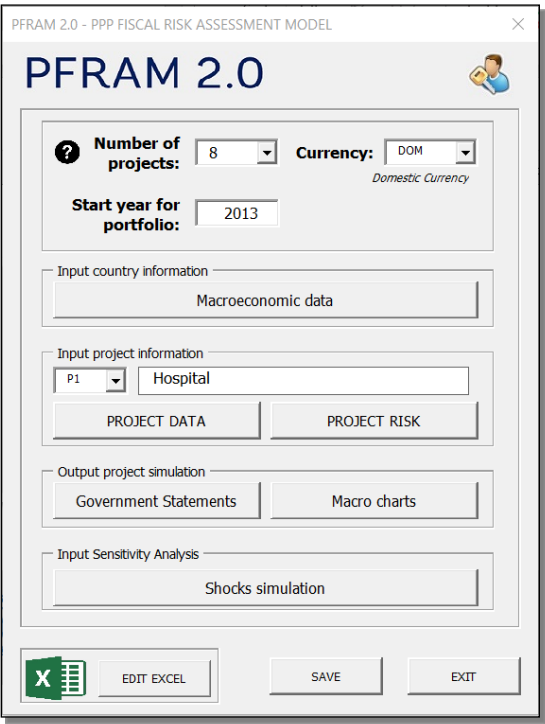 PFRAM 2.0 - PPP FISCAL RISK ASSESSMENT MODEL
PFRAM 2.0
?
Number of
projects:
8
Currency:
DOM
Domestic Currency
Start year for
portfolio:
2013
Input country information
Macroeconomic data
Input project information
P1
Hospital
PROJECT DATA
PROJECT RISK
Output project simulation
Government Statements
Macro charts
Input Sensitivity Analysis
Shocks simulation
X
EDIT EXCEL
SAVE
EXIT